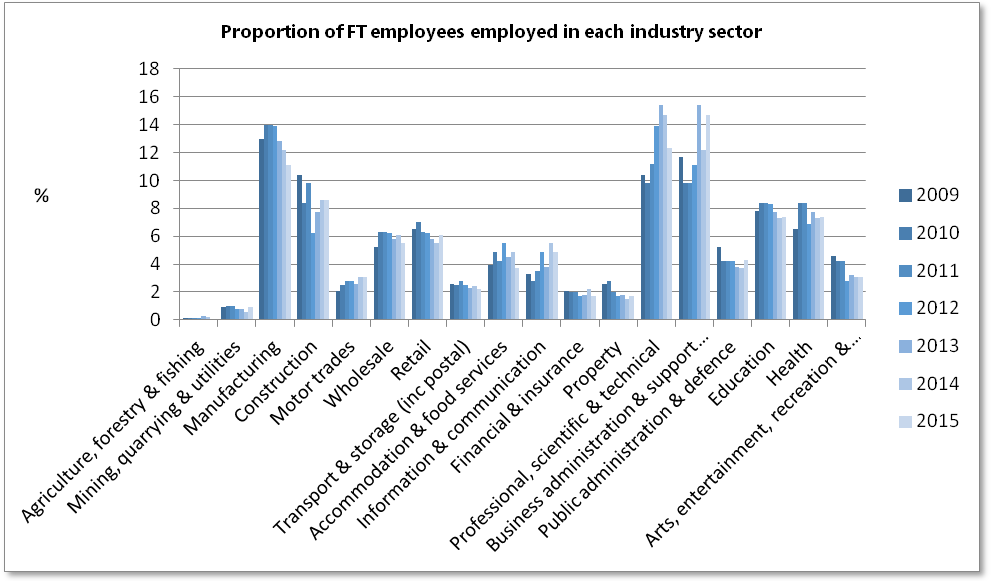 Proportion of FT employees employed in each industry sector
18
16
14
12
10
8
6
4
2
0
%
Agriculture, forestry & fishing
Mining, quarrying & utilities
Manufacturing
Construction
Motor trades
Wholesale
Retail
Transport & storage (inc postal)
Accommodation & food services
Information & communication
Financial & insurance
Property
Professional, scientific & technical
Business administration & support...
Public administration & defence
Education
Health
Arts, entertainment, recreation &...
2009
2010
2011
2012
2013
2014
2015